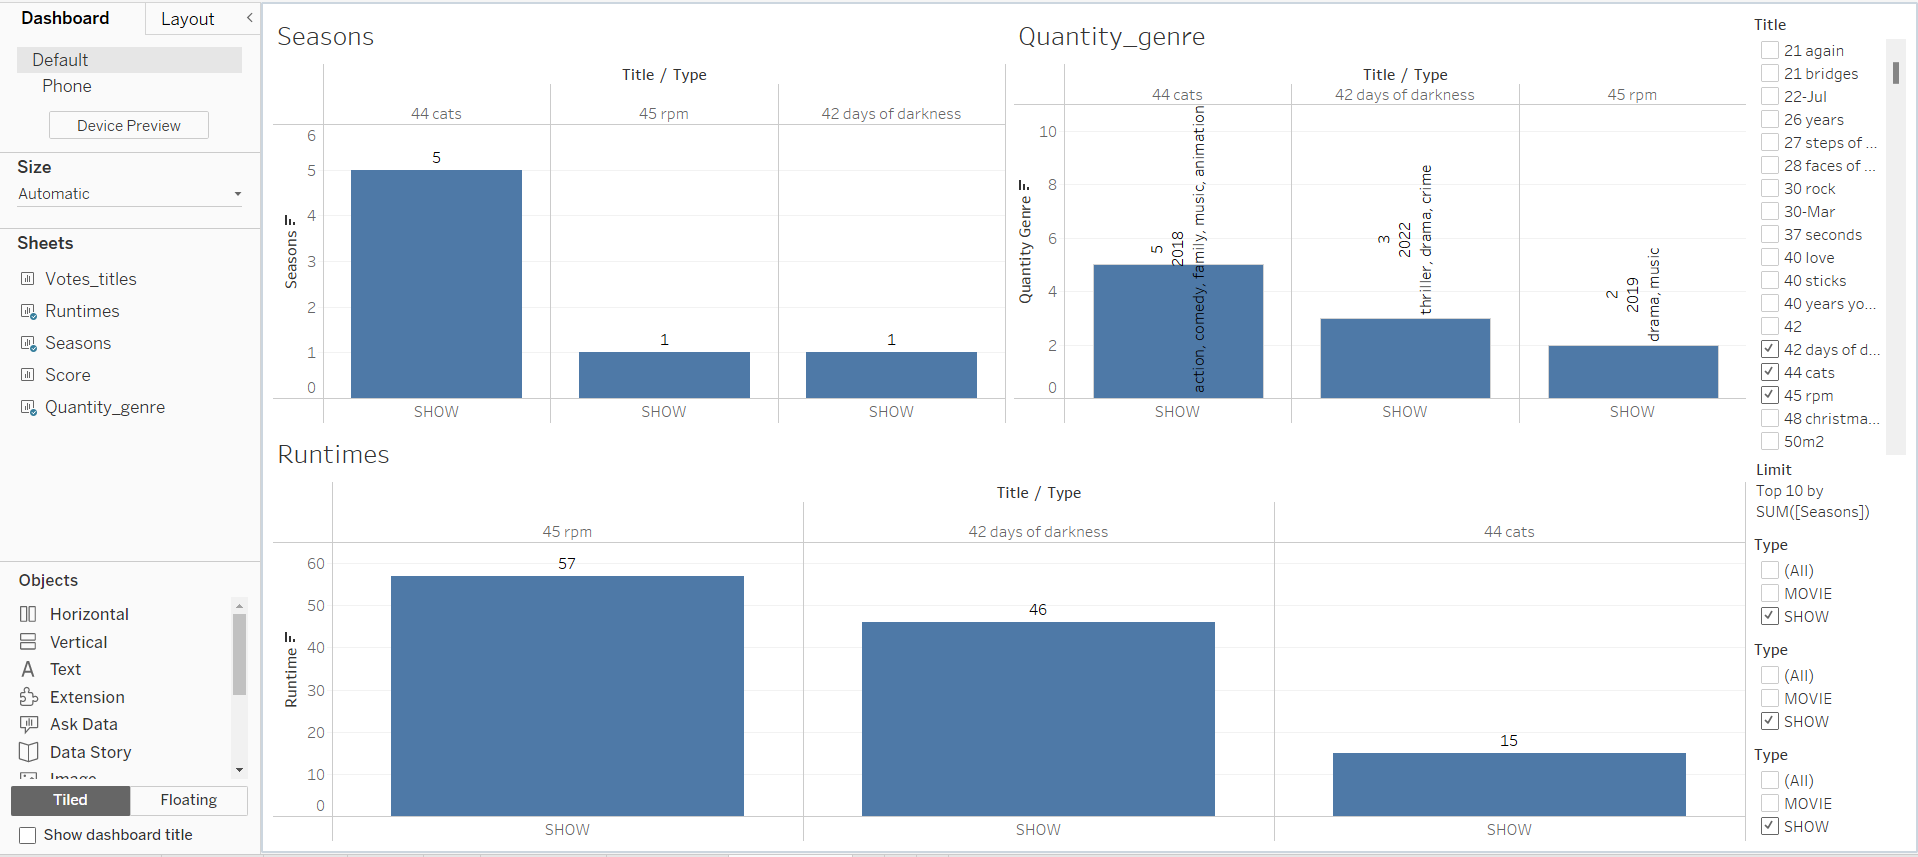 Dashboard
Layout
Default
Phone
Device Preview
Size
Automatic
Sheets
Votes_titles
Runtimes
Seasons
Score
Quantity_genre
Objects
Horizontal
Vertical
Text
Extension
Ask Data
Data Story
Image
Tiled
Floating
Show dashboard title
Seasons
Title / Type
44 cats
45 rpm
42 days of darkness
Seasons
6
5
4
3
2
1
0
5
1
1
SHOW
SHOW
SHOW
Quantity_genre
Title / Type
44 cats
42 days of darkness
45 rpm
Quantity Genre
10
8
6
4
2
0
5
2018
action, comedy, family, music, animation
3
2022
thriller, drama, crime
2
2019
drama, music
SHOW
SHOW
SHOW
Runtimes
Title / Type
45 rpm
42 days of darkness
44 cats
Runtime
60
50
40
30
20
10
0
57
46
15
SHOW
SHOW
SHOW
Title
21 again
21 bridges
22-Jul
26 years
27 steps of ...
28 faces of ...
30 rock
30-Mar
37 seconds
40 love
40 sticks
40 years yo...
42
42 days of d...
44 cats
45 rpm
48 christma...
50m2
Limit
Top 10 by
SUM([Seasons])
Type
(All)
MOVIE
SHOW
Type
(All)
MOVIE
SHOW
Type
(All)
MOVIE
SHOW